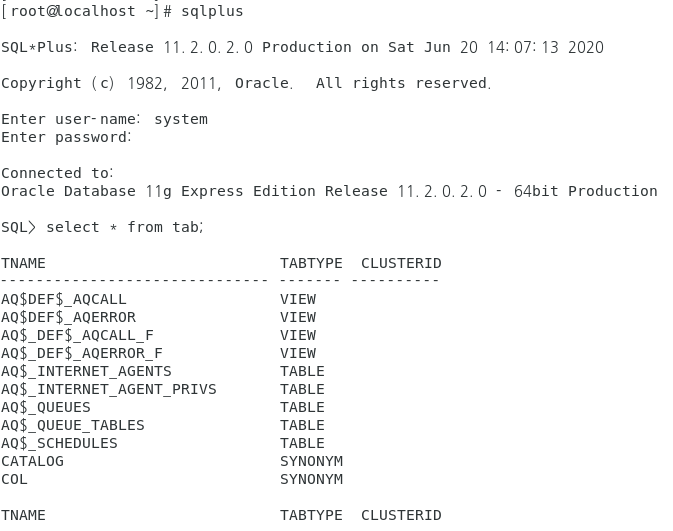 [root@localhost ~]# sqlplus
SQL*Plus: Release 11.2.0.2.0 Production on Sat Jun 20 14:07:13 2020
Copyright (c) 1982, 2011, Oracle.  All rights reserved.
Enter user-name: system
Enter password:
Connected to:
Oracle Database 11g Express Edition Release 11.2.0.2.0 - 64bit Production
SQL> select * from tab;
TNAME                          TABTYPE  CLUSTERID
------------------------------ ------- ----------
AQ$DEF$_AQCALL                 VIEW
AQ$DEF$_AQERROR                VIEW
AQ$_DEF$_AQCALL_F              VIEW
AQ$_DEF$_AQERROR_F             VIEW
AQ$_INTERNET_AGENTS            TABLE
AQ$_INTERNET_AGENT_PRIVS       TABLE
AQ$_QUEUES                     TABLE
AQ$_QUEUE_TABLES               TABLE
AQ$_SCHEDULES                  TABLE
CATALOG                        SYNONYM
COL                            SYNONYM
TNAME                          TABTYPE  CLUSTERID